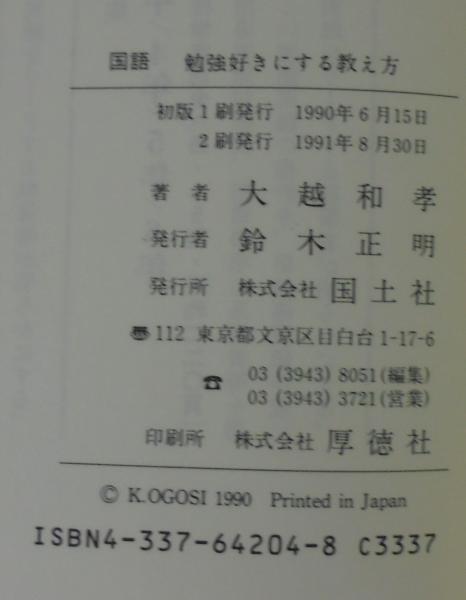 国語 勉強好きにする教え方
初版1刷発行 1990年6月15日
2刷発行 1991年8月30日
著者 大越和孝
発行者 鈴木正明
発行所 株式会社 国土社
〠112 東京都文京区目白台1-17-6
☎ 03 (3943) 8051(編集)
03 (3943) 3721(営業)
印刷所 株式会社 厚徳社
© K.OGOSI 1990 Printed in Japan
ISBN4-337-64204-8 C3337